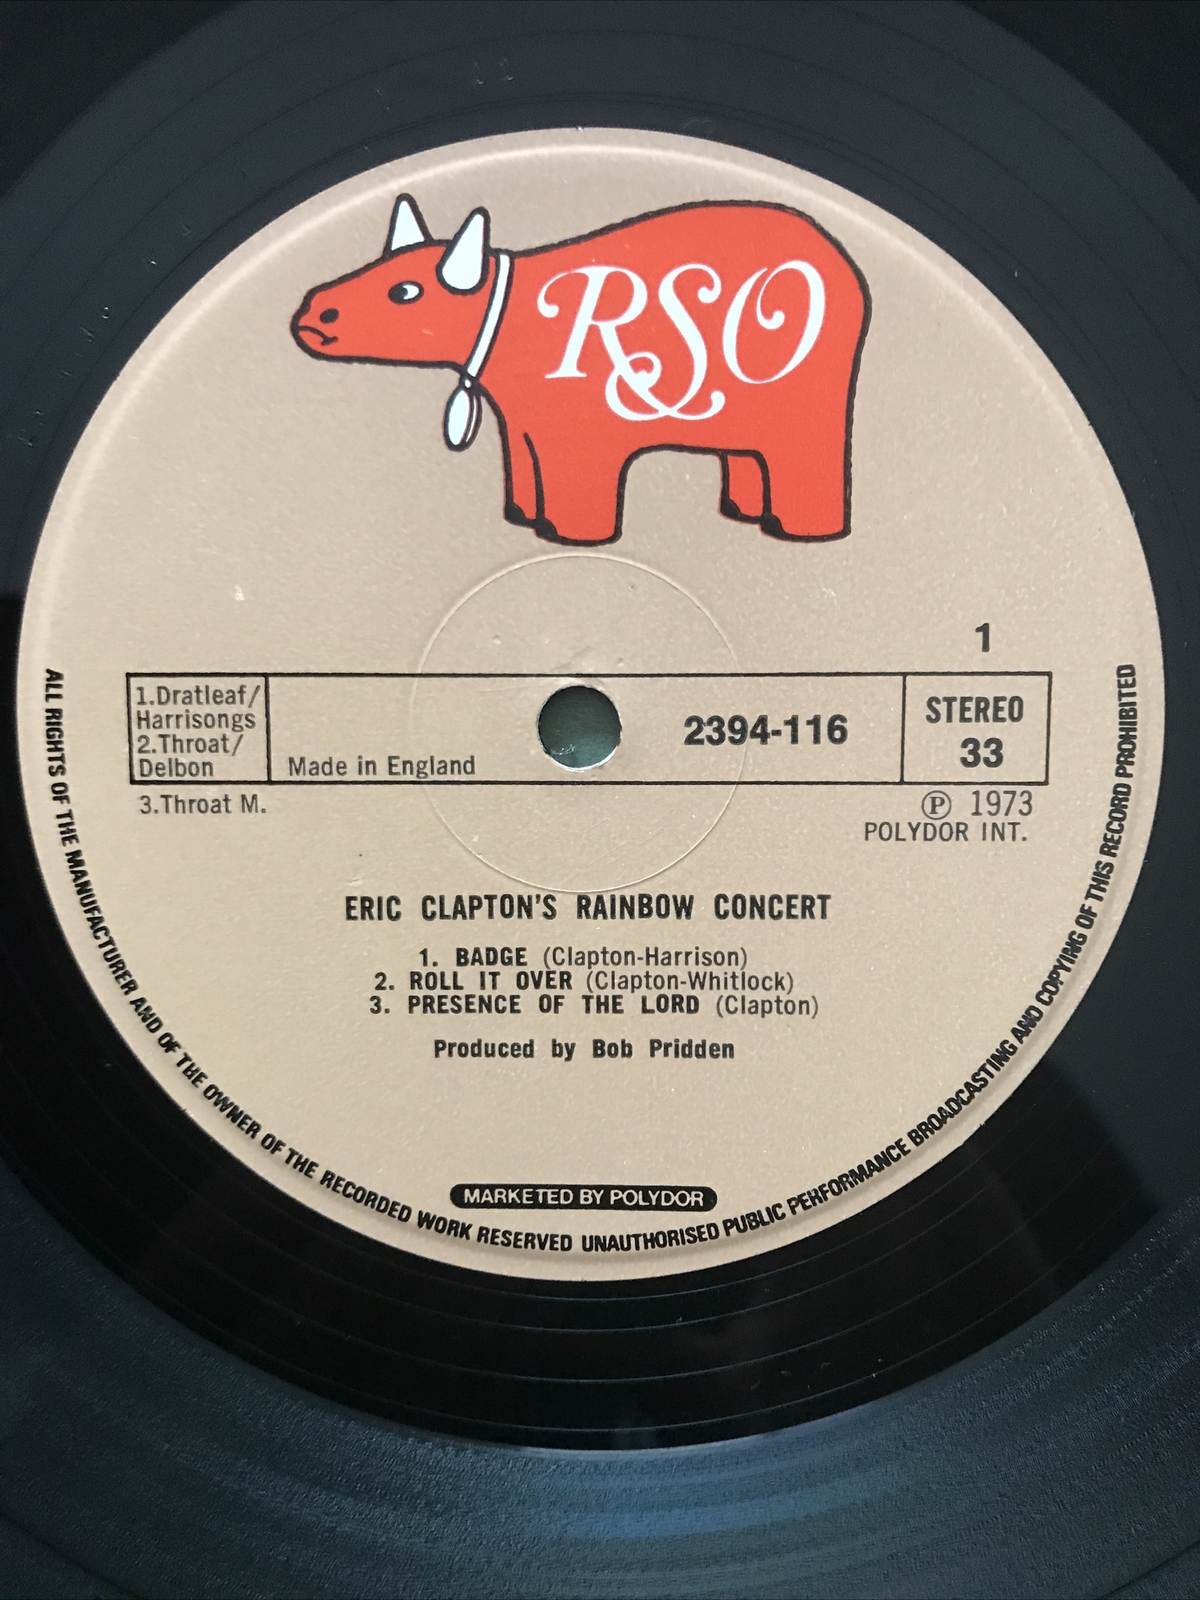 RSO
1
1.Dratleaf/
Harrisongs
2.Throat/
Delbon
3.Throat M.
Made in England
2394-116
STEREO
33
Ⓟ 1973
POLYDOR INT.
ERIC CLAPTON'S RAINBOW CONCERT
1. BADGE (Clapton-Harrison)
2. ROLL IT OVER (Clapton-Whitlock)
3. PRESENCE OF THE LORD (Clapton)
Produced by Bob Pridden
MARKETED BY POLYDOR
ALL RIGHTS OF THE MANUFACTURER AND OF THE OWNER OF THE RECORDED WORK RESERVED UNAUTHORISED PUBLIC PERFORMANCE BROADCASTING AND COPYING OF THIS RECORD PROHIBITED